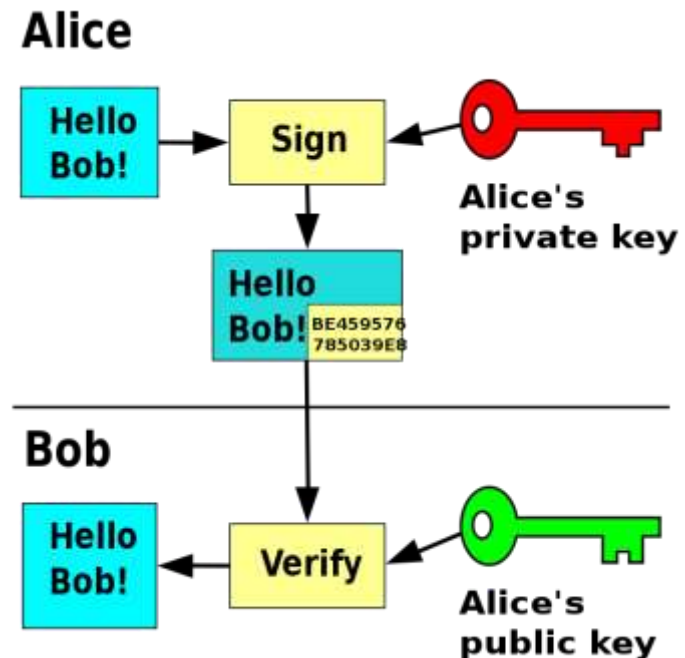 Alice
Hello
Bob!
Sign
Alice's
private key
Hello
Bob!
BE459576
785039E8
Bob
Hello
Bob!
Verify
Alice's
public key